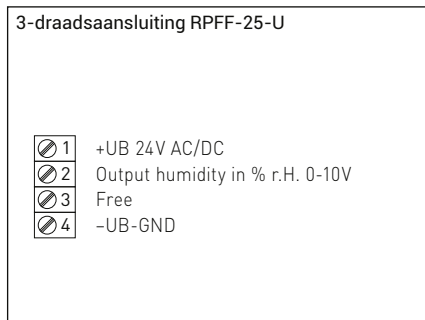 3-draadsaansluiting RPFF-25-U
1 +UB 24V AC/DC
2 Output humidity in % r.H. 0-10V
3 Free
4 –UB-GND